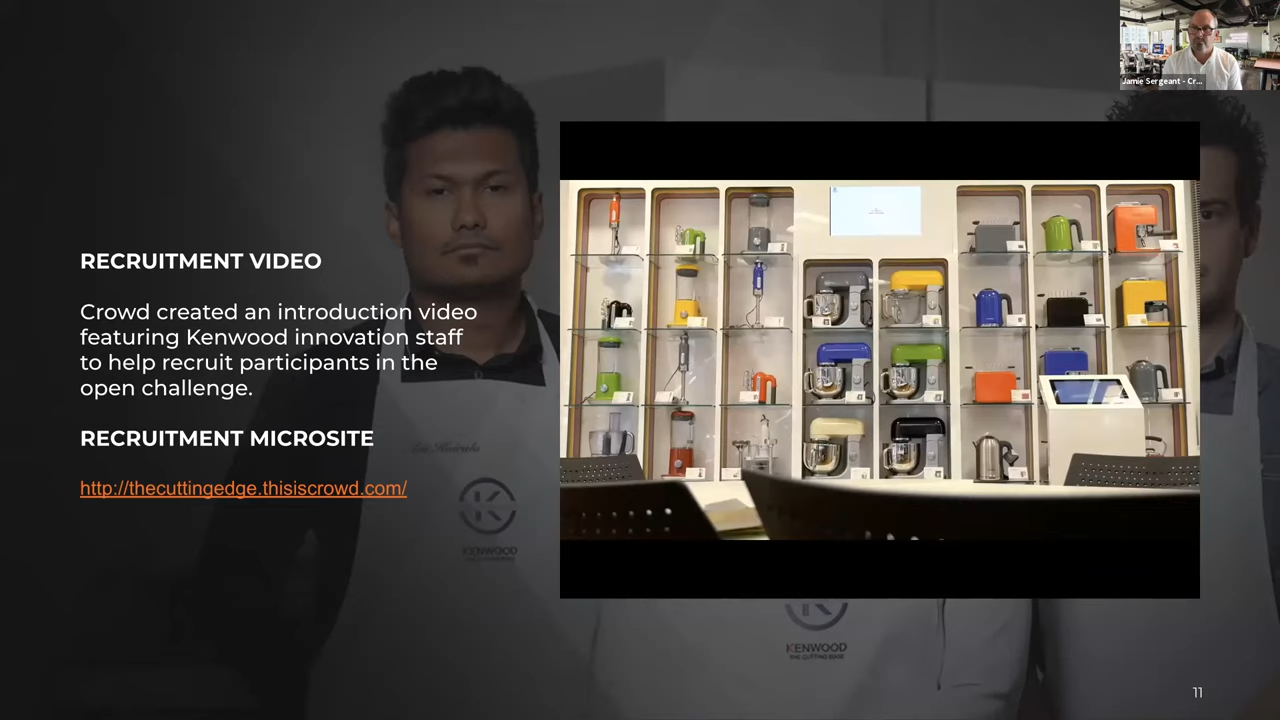 Jamie Sergeant - Cr...
RECRUITMENT VIDEO
Crowd created an introduction video
featuring Kenwood innovation staff
to help recruit participants in the
open challenge.
RECRUITMENT MICROSITE
http://thecuttingedge.thisiscrowd.com/
K
KENWOOD
K
KENWOOD
THE CUTTING EDGE
11